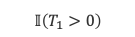 𝕀(T₁ > 0)